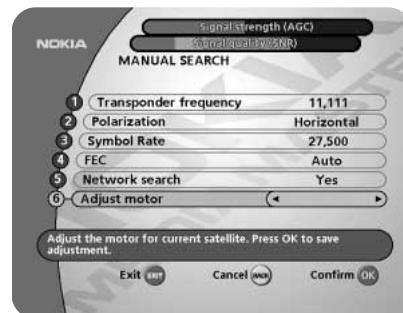 Signal strength (AGC)
Signal quality (SNR)
NOKIA
MANUAL SEARCH
1 Transponder frequency 11,111
2 Polarization Horizontal
3 Symbol Rate 27,500
4 FEC Auto
5 Network search Yes
6 Adjust motor
Adjust the motor for current satellite. Press OK to save
adjustment.
Exit EXIT Cancel BACK Confirm OK